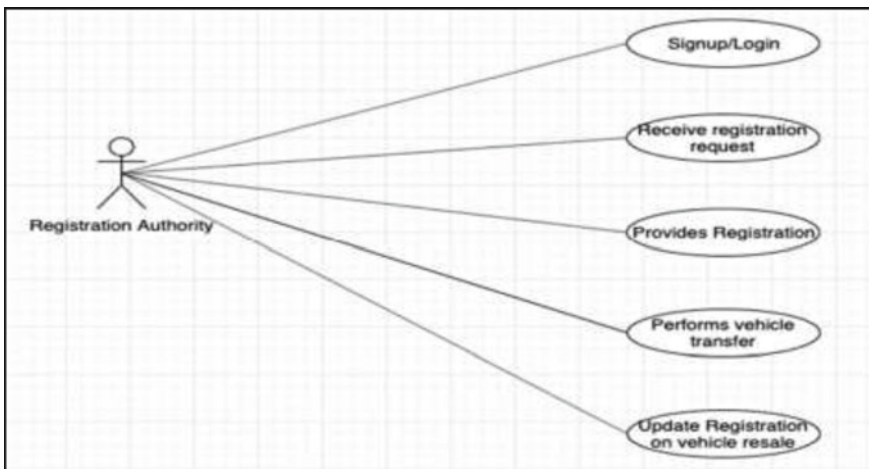 Signup/Login
Receive registration
request
Registration Authority
Provides Registration
Performs vehicle
transfer
Update Registration
on vehicle resale